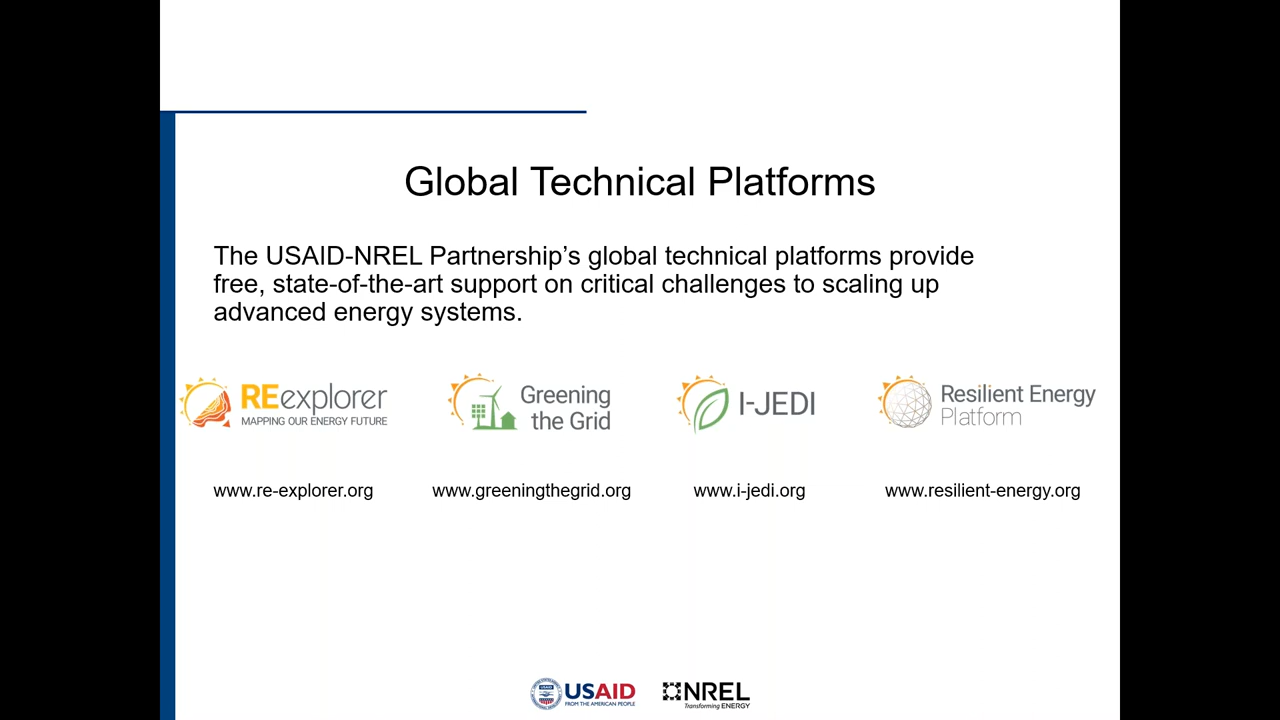 Global Technical Platforms
The USAID-NREL Partnership’s global technical platforms provide
free, state-of-the-art support on critical challenges to scaling up
advanced energy systems.
REexplorer
MAPPING OUR ENERGY FUTURE
Greening
the Grid
I-JEDI
Resilient Energy
Platform
www.re-explorer.org
www.greeningthegrid.org
www.i-jedi.org
www.resilient-energy.org
USAID
FROM THE AMERICAN PEOPLE
NREL
Transforming ENERGY